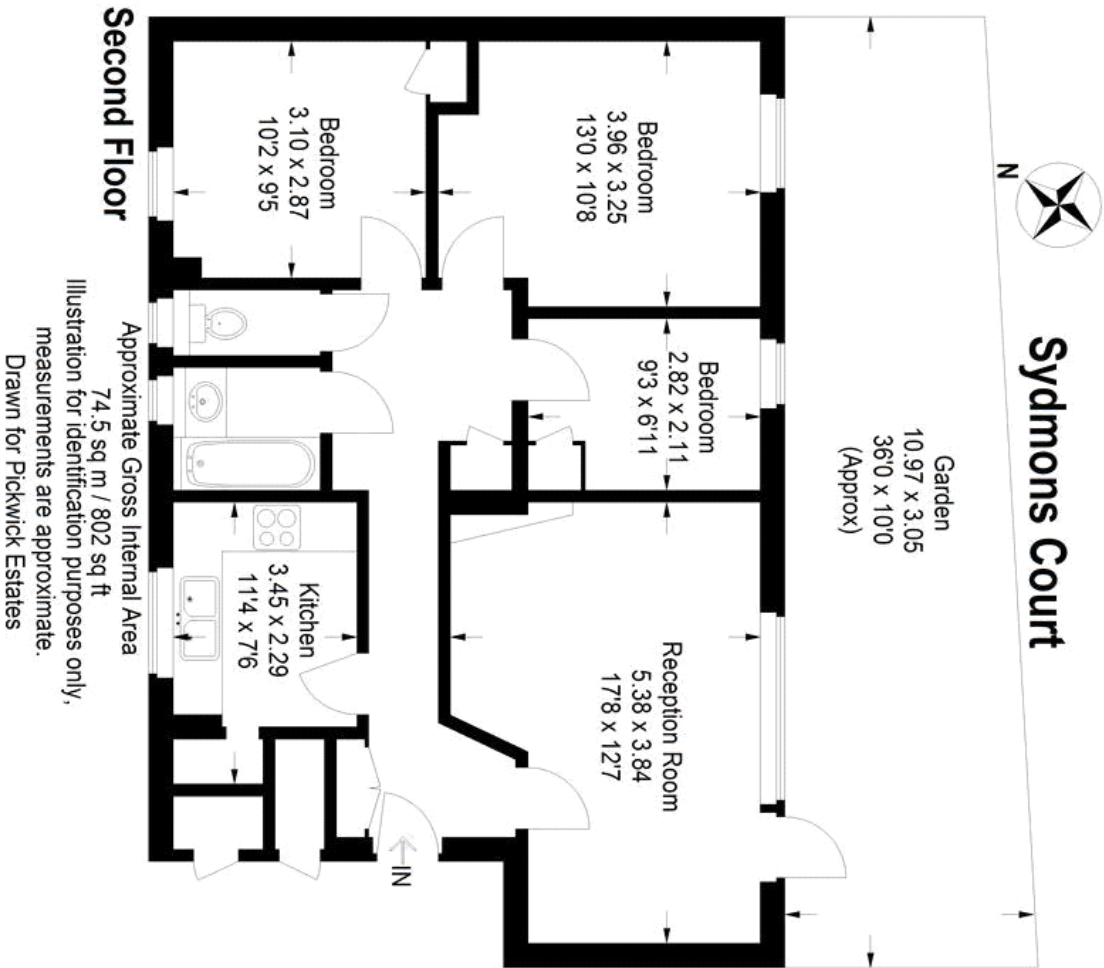 Sydmons Court
N
Garden
10.97 x 3.05
36'0 x 10'0
(Approx)
Bedroom
3.96 x 3.25
13'0 x 10'8
Bedroom
2.82 x 2.11
9'3 x 6'11
Reception Room
5.38 x 3.84
17'8 x 12'7
Bedroom
3.10 x 2.87
10'2 x 9'5
Kitchen
3.45 x 2.29
11'4 x 7'6
IN
Second Floor
Approximate Gross Internal Area
74.5 sq m / 802 sq ft
Illustration for identification purposes only,
measurements are approximate.
Drawn for Pickwick Estates